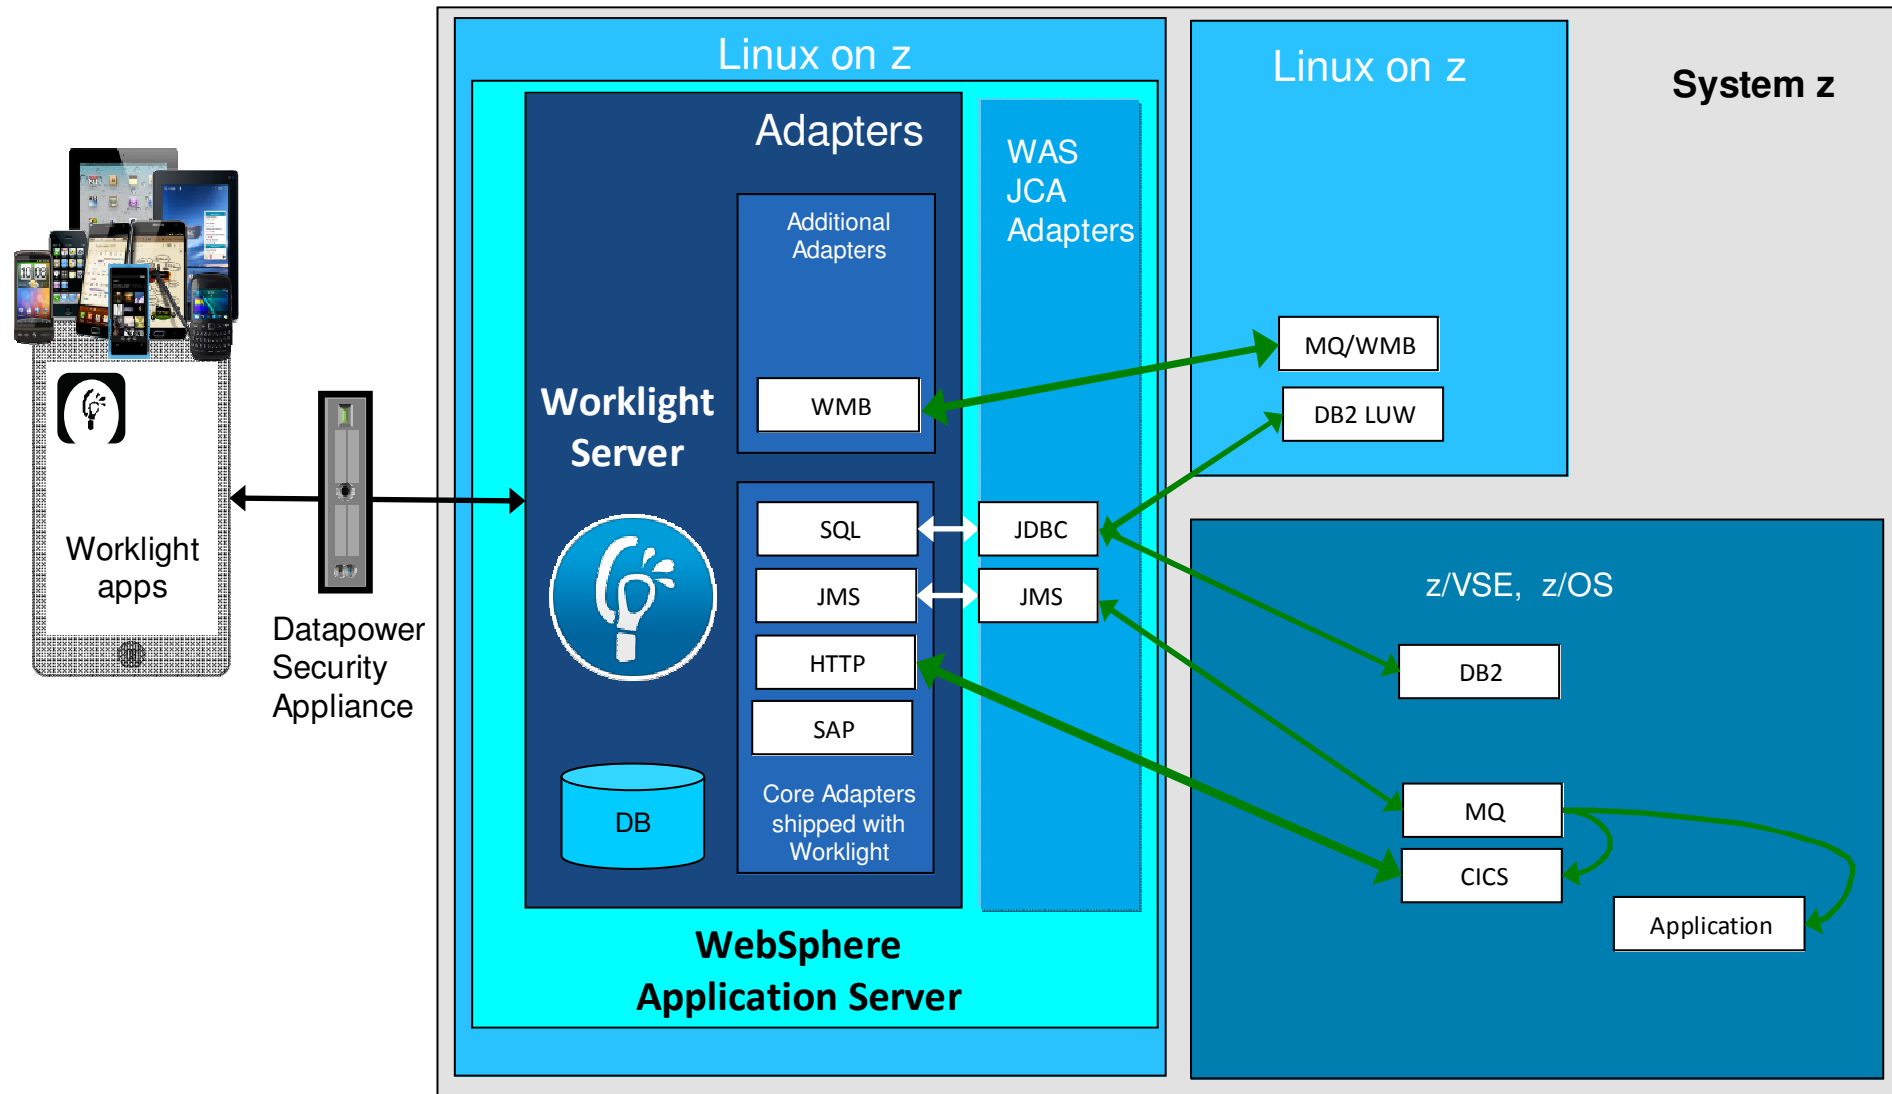 Linux on z
Linux on z
System z
Adapters
WAS
JCA
Adapters
Additional
Adapters
10 08
MQ/WMB
Worklight
Server
WMB
DB2 LUW
SQL
JDBC
Worklight
apps
JMS
JMS
z/VSE, z/OS
Datapower
Security
Appliance
HTTP
DB2
SAP
Core Adapters
shipped with
Worklight
DB
MQ
CICS
Application
WebSphere
Application Server